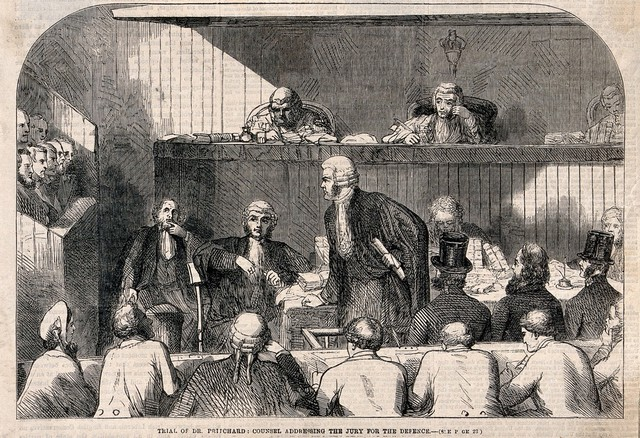 TRIAL OF DR. PRITCHARD: COUNSEL ADDRESSING THE JURY FOR THE DEFENCE.—(